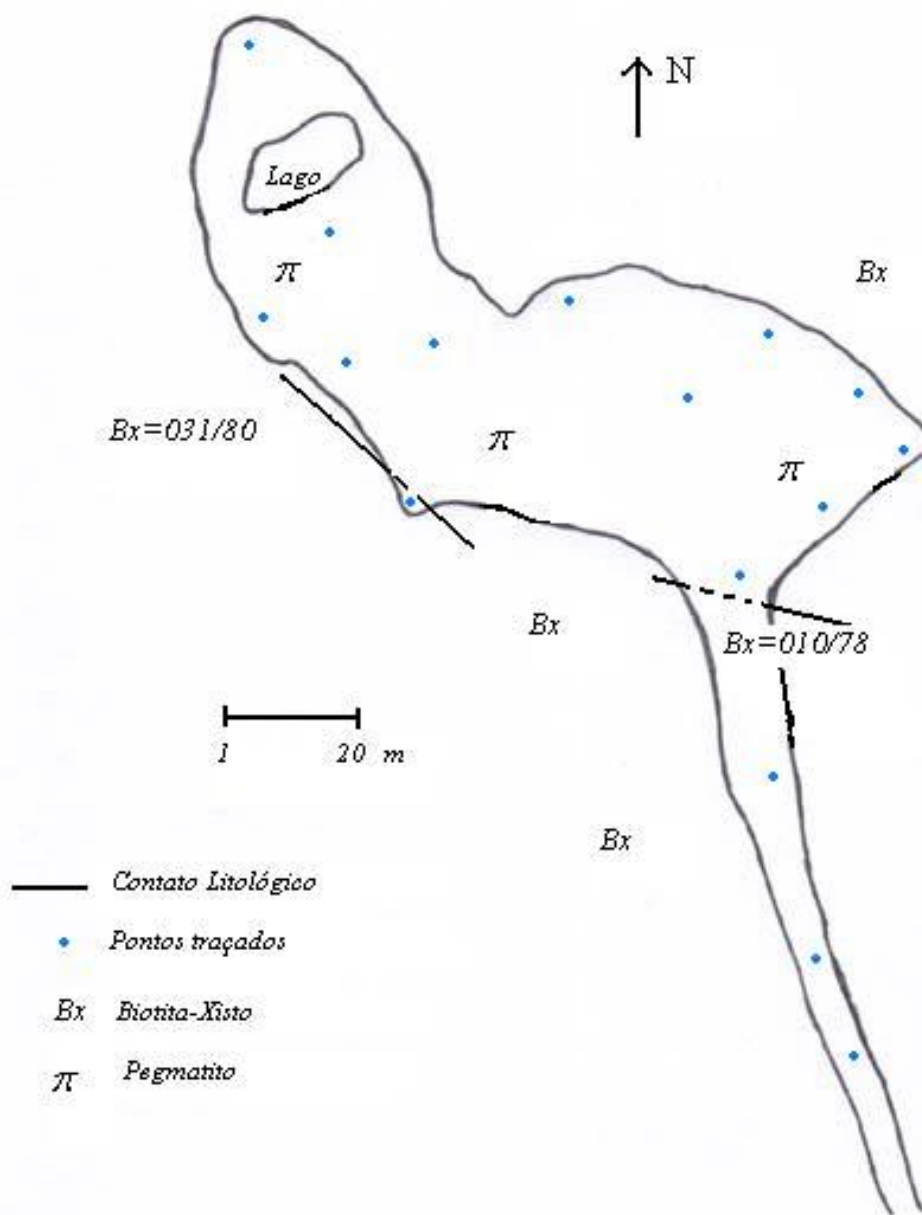 N
Lago
π
Bx
Bx=031/80
π
π
Bx
Bx=010/78
1 20 m
Bx
Contato Litológico
Pontos traçados
Bx Biotita-Xisto
π Pegmatito